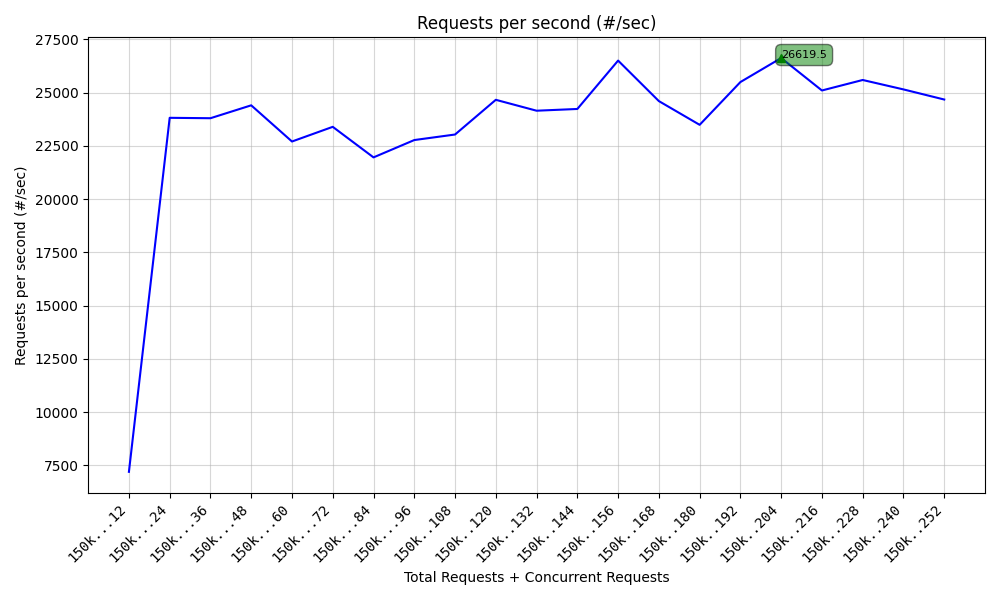 Requests per second (#/sec)
27500
26619.5
25000
22500
20000
17500
15000
12500
10000
7500
Requests per second (#/sec)
150k...12
150k...24
150k...36
150k...48
150k...60
150k...72
150k...84
150k...96
150k..108
150k..120
150k..132
150k..144
150k..156
150k..168
150k..180
150k..192
150k..204
150k..216
150k..228
150k..240
150k..252
Total Requests + Concurrent Requests